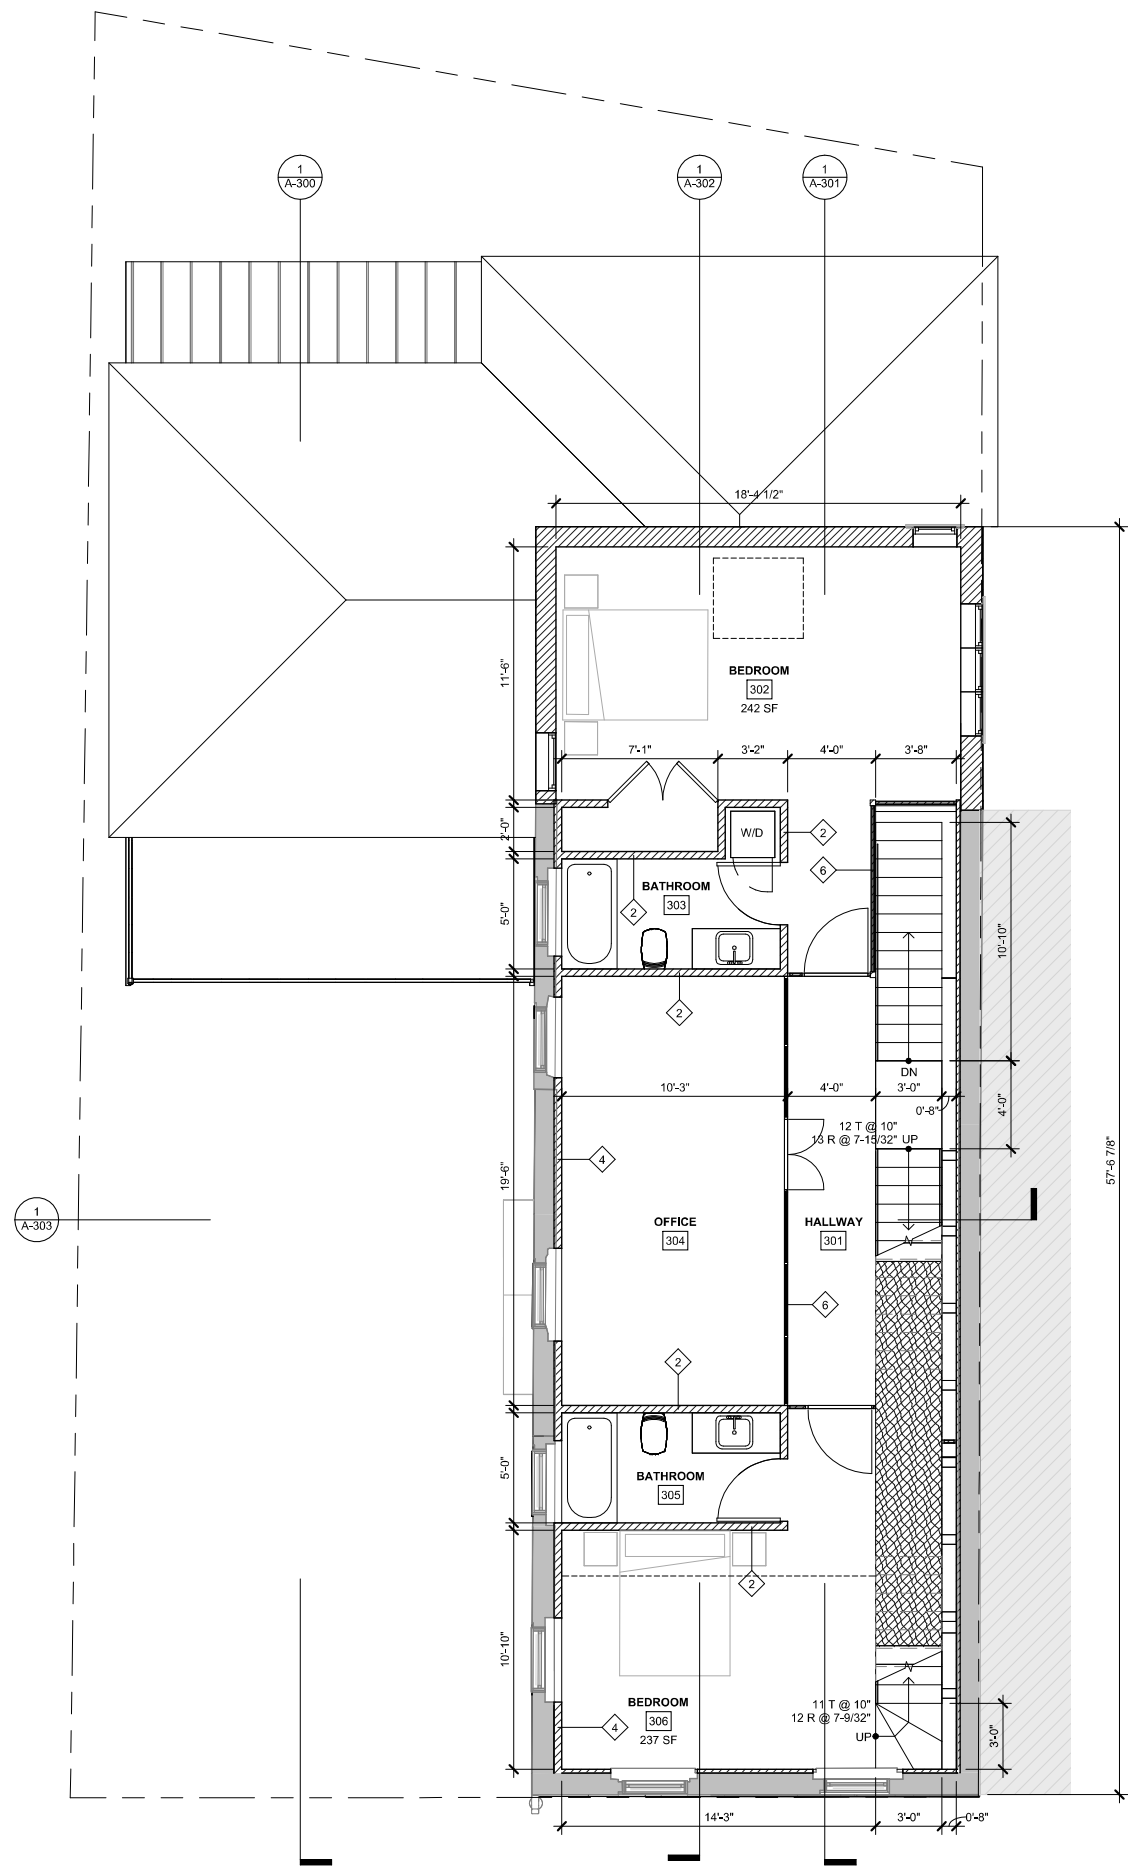 1
A-300
1
A-302
1
A-301
18'-4 1/2"
11'-6"
BEDROOM
302
242 SF
7'-1"
3'-2"
4'-0"
3'-8"
2'-0"
W/D
2
6
BATHROOM
303
2
5'-0"
10'-10"
2
DN
10'-3"
4'-0"
3'-0"
0'-8"
4'-0"
12 T @ 10"
13 R @ 7-15/32" UP
4
19'-6"
57'-6 7/8"
1
A-303
OFFICE
304
HALLWAY
301
6
2
5'-0"
BATHROOM
305
2
10'-10"
BEDROOM
306
237 SF
4
11 T @ 10"
12 R @ 7-9/32"
UP
3'-0"
14'-3"
3'-0"
0'-8"